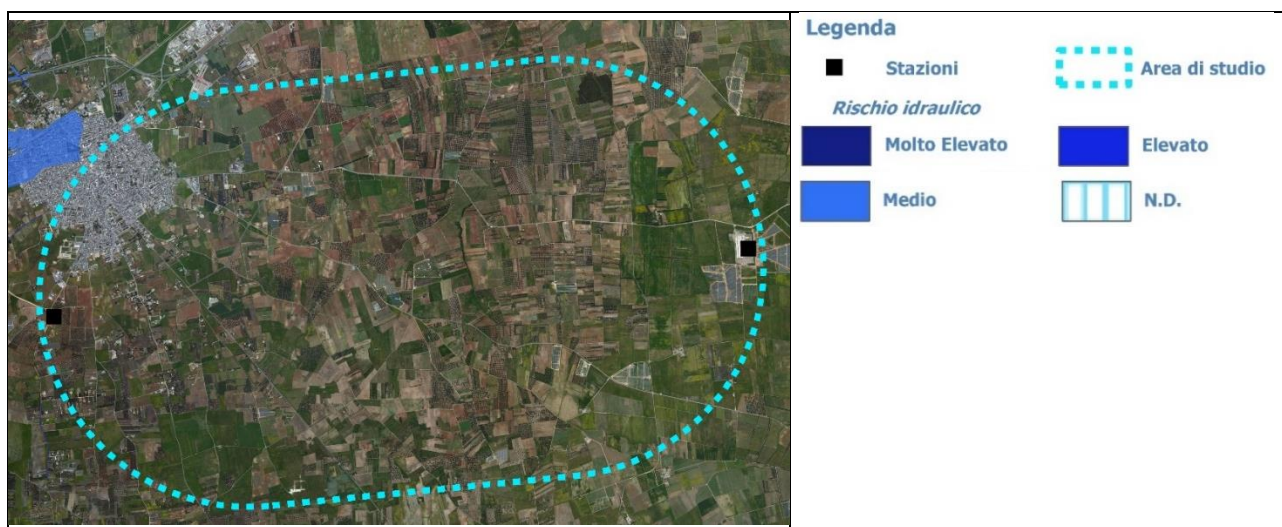 Legenda
Stazioni
Area di studio
Rischio idraulico
Molto Elevato
Elevato
Medio
N.D.